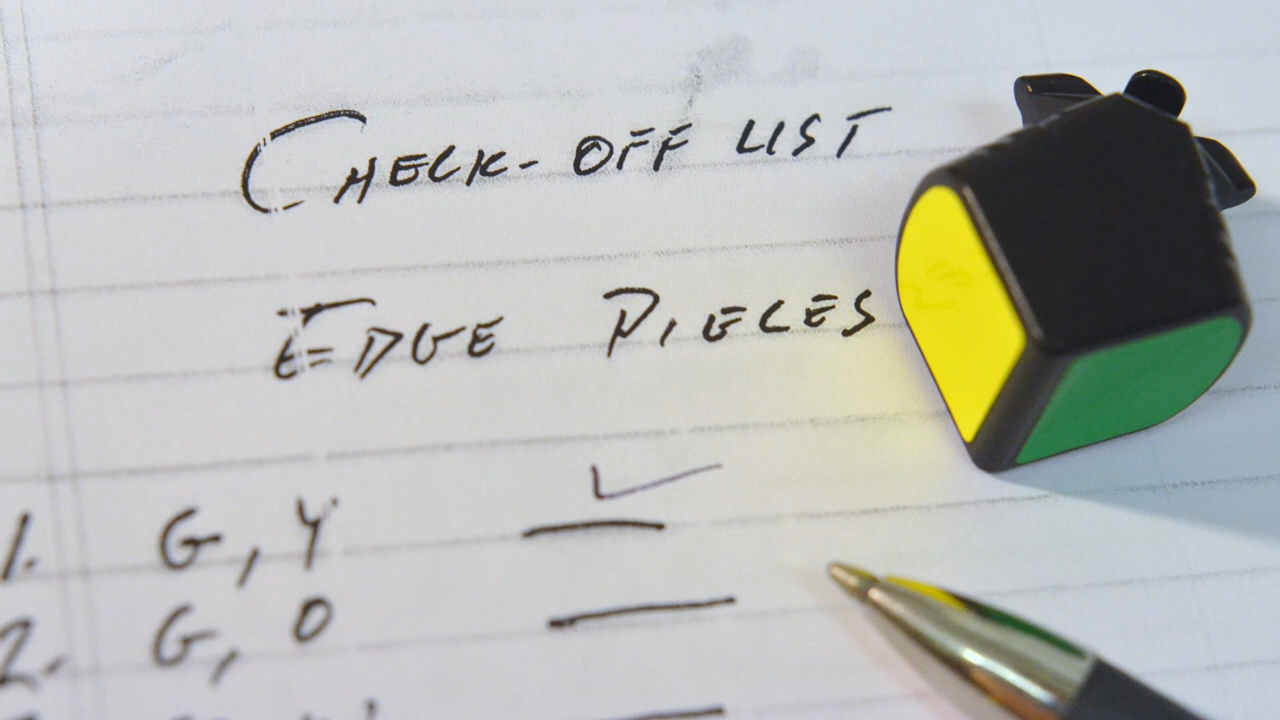 CHECK-OFF LIST
EDGE PIECES
1. G, Y ✓
2. G, O